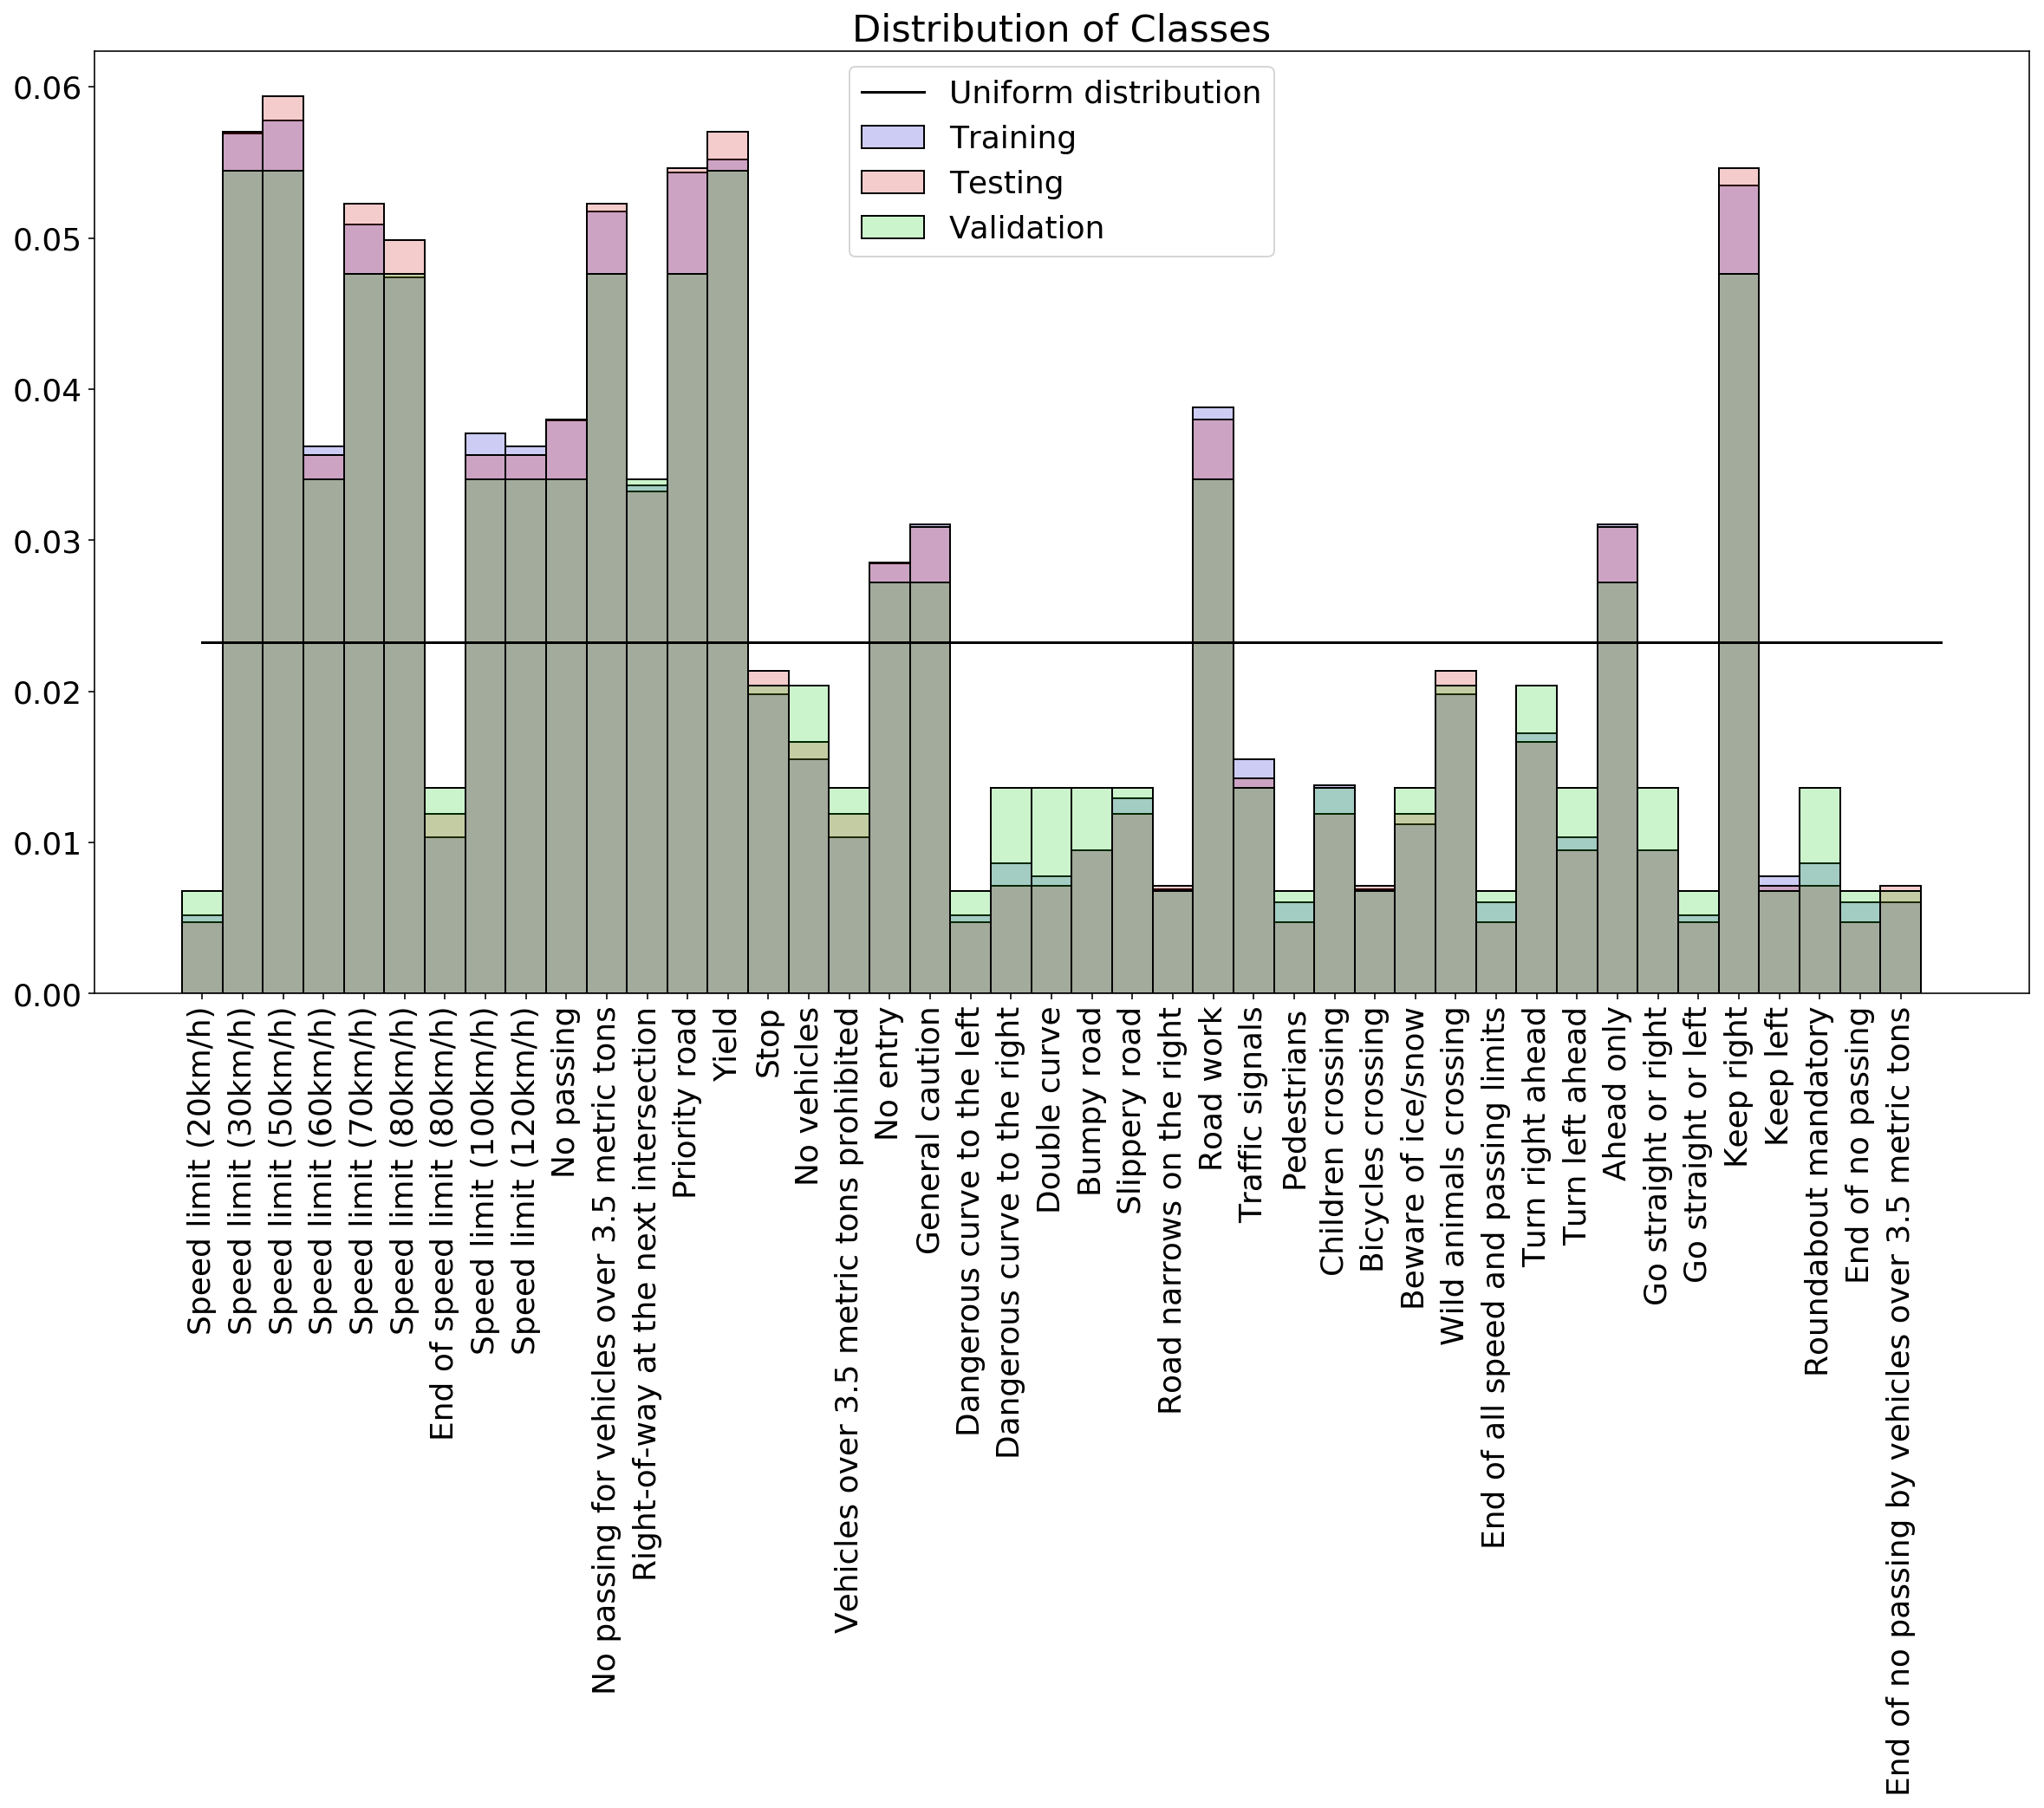 Distribution of Classes
Uniform distribution
Training
Testing
Validation
0.06
0.05
0.04
0.03
0.02
0.01
0.00
Speed limit (20km/h)
Speed limit (30km/h)
Speed limit (50km/h)
Speed limit (60km/h)
Speed limit (70km/h)
Speed limit (80km/h)
End of speed limit (80km/h)
Speed limit (100km/h)
Speed limit (120km/h)
No passing
No passing for vehicles over 3.5 metric tons
Right-of-way at the next intersection
Priority road
Yield
Stop
No vehicles
Vehicles over 3.5 metric tons prohibited
No entry
General caution
Dangerous curve to the left
Dangerous curve to the right
Double curve
Bumpy road
Slippery road
Road narrows on the right
Road work
Traffic signals
Pedestrians
Children crossing
Bicycles crossing
Beware of ice/snow
Wild animals crossing
End of all speed and passing limits
Turn right ahead
Turn left ahead
Ahead only
Go straight or right
Go straight or left
Keep right
Keep left
Roundabout mandatory
End of no passing
End of no passing by vehicles over 3.5 metric tons